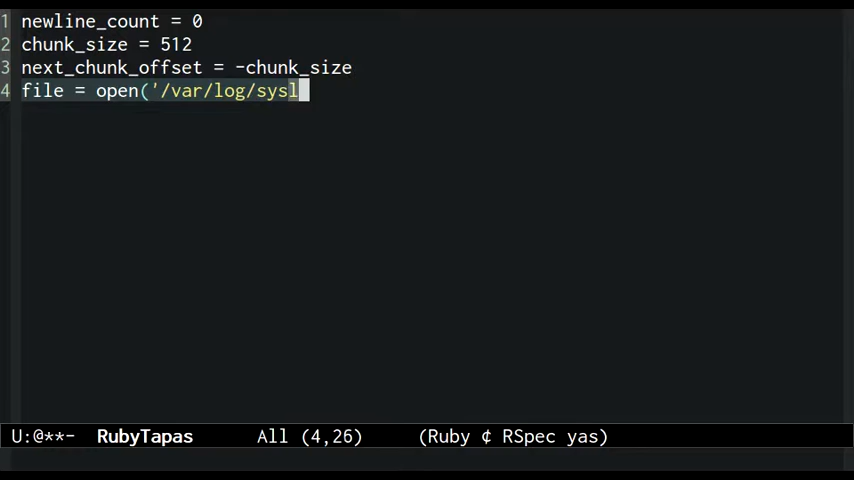 1 newline_count = 0
2 chunk_size = 512
3 next_chunk_offset = -chunk_size
4 file = open('/var/log/sysl
U:@**-  RubyTapas      All (4,26)     (Ruby ¢ RSpec yas)